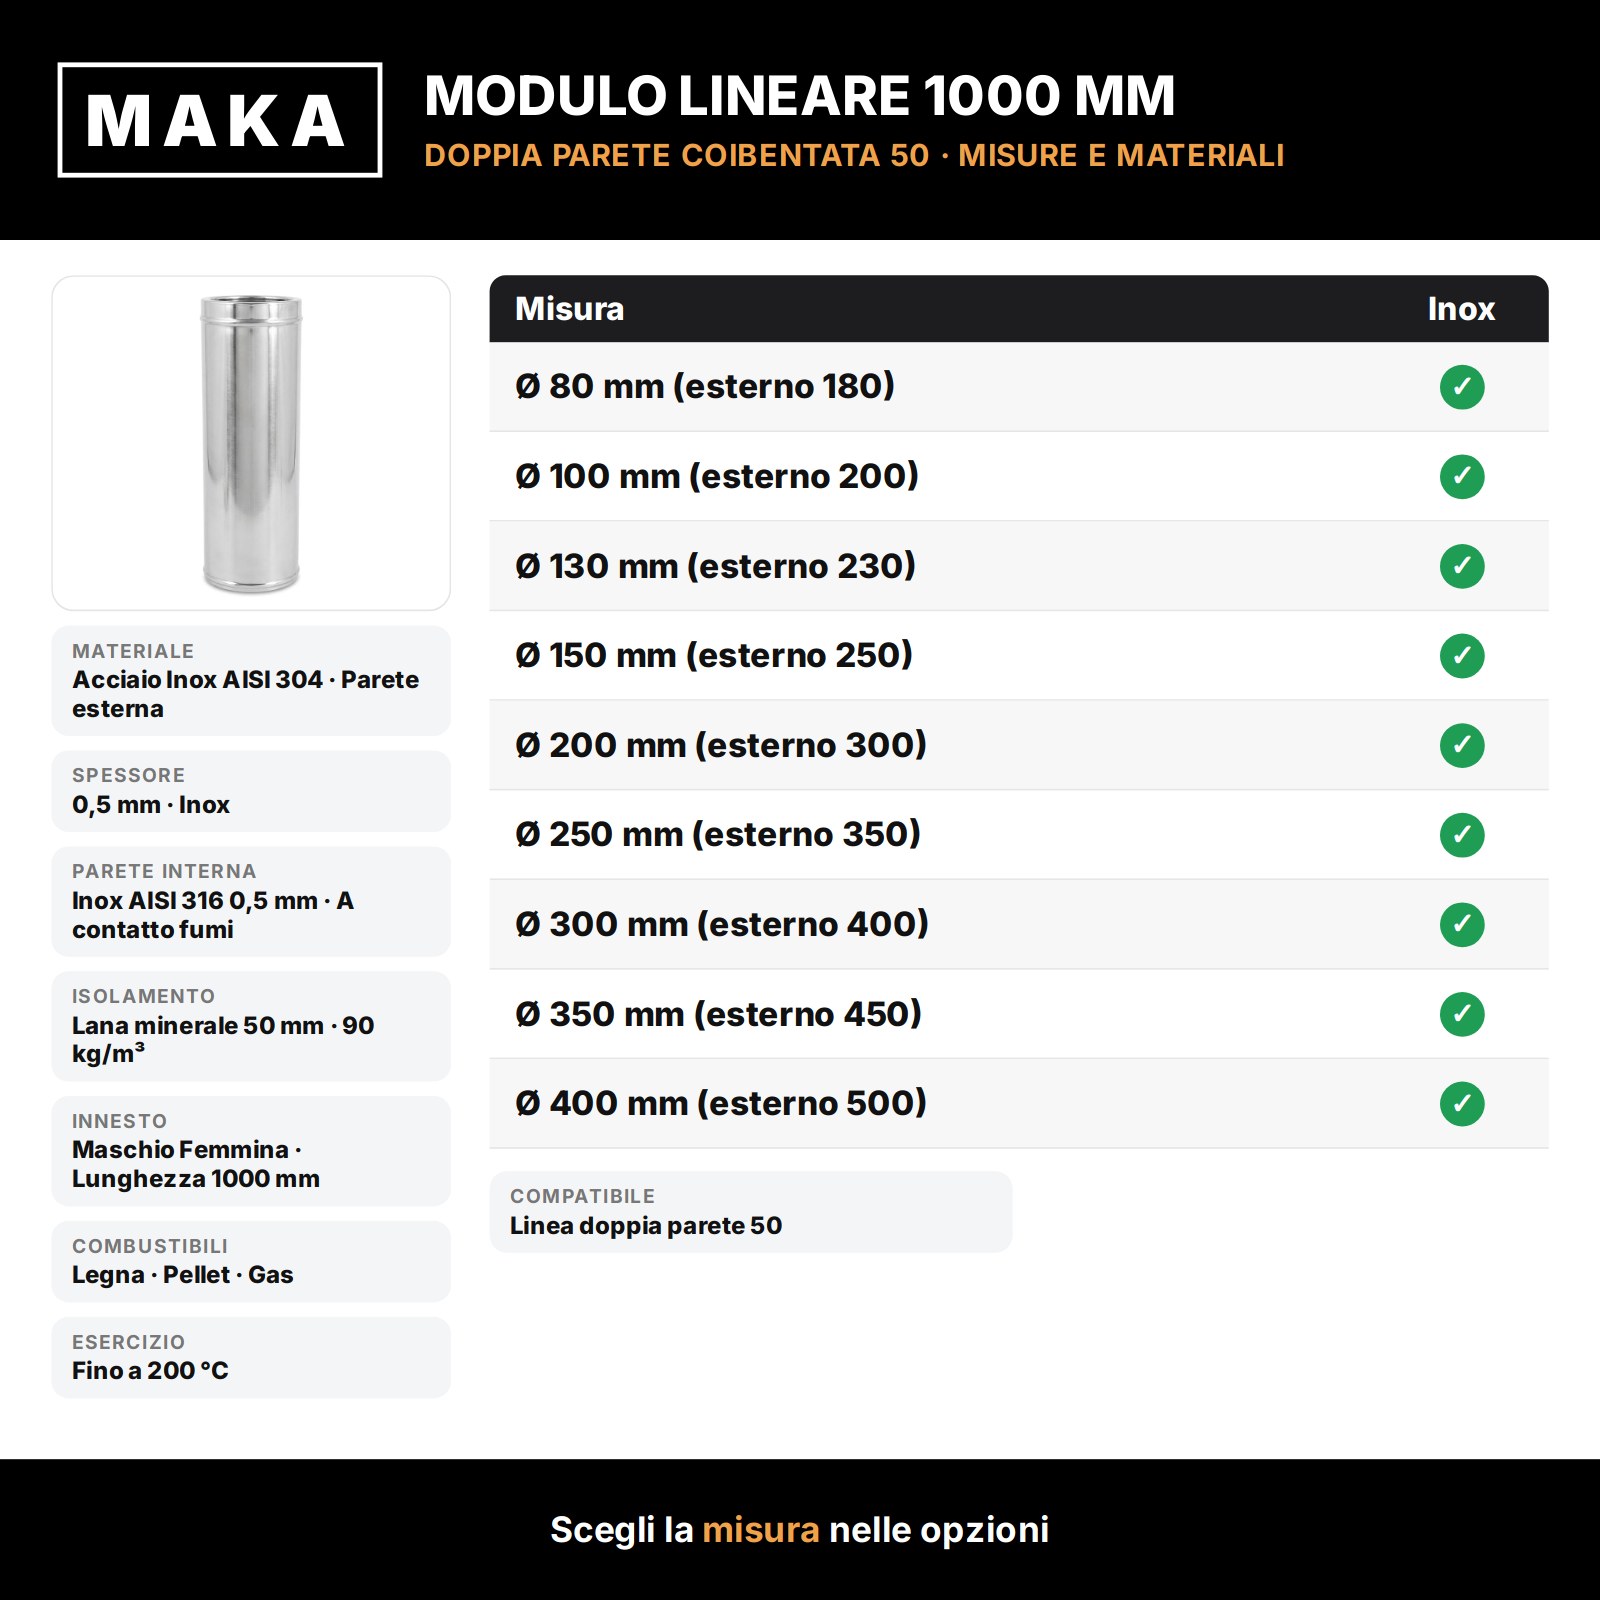 MAKA
MODULO LINEARE 1000 MM
DOPPIA PARETE COIBENTATA 50 · MISURE E MATERIALI
MATERIALE
Acciaio Inox AISI 304 · Parete
esterna
SPESSORE
0,5 mm · Inox
PARETE INTERNA
Inox AISI 316 0,5 mm · A
contatto fumi
ISOLAMENTO
Lana minerale 50 mm · 90
kg/m³
INNESTO
Maschio Femmina ·
Lunghezza 1000 mm
COMBUSTIBILI
Legna · Pellet · Gas
ESERCIZIO
Fino a 200 °C
Misura Inox
Ø 80 mm (esterno 180) ✓
Ø 100 mm (esterno 200) ✓
Ø 130 mm (esterno 230) ✓
Ø 150 mm (esterno 250) ✓
Ø 200 mm (esterno 300) ✓
Ø 250 mm (esterno 350) ✓
Ø 300 mm (esterno 400) ✓
Ø 350 mm (esterno 450) ✓
Ø 400 mm (esterno 500) ✓
COMPATIBILE
Linea doppia parete 50
Scegli la misura nelle opzioni